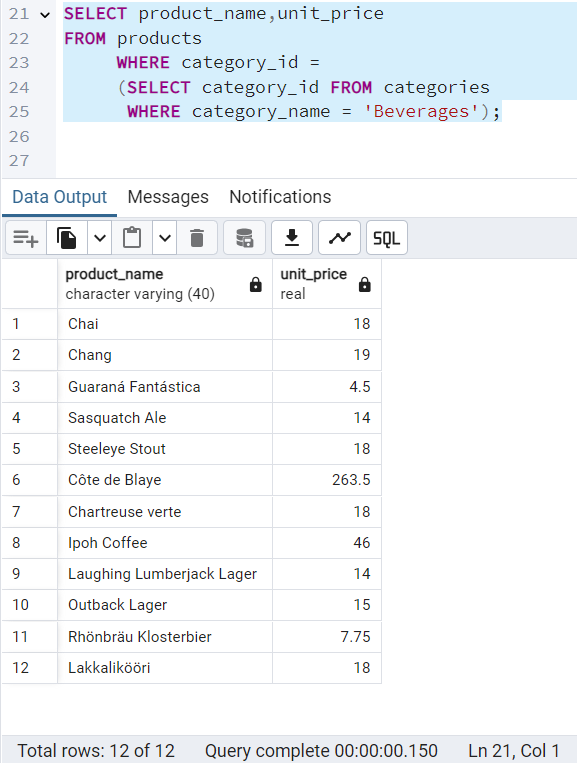 21 SELECT product_name,unit_price
22 FROM products
23 WHERE category_id =
24 (SELECT category_id FROM categories
25 WHERE category_name = 'Beverages');
26
27
Data Output Messages Notifications
SQL
product_name unit_price
character varying (40) real
1 Chai 18
2 Chang 19
3 Guaraná Fantástica 4.5
4 Sasquatch Ale 14
5 Steeleye Stout 18
6 Côte de Blaye 263.5
7 Chartreuse verte 18
8 Ipoh Coffee 46
9 Laughing Lumberjack Lager 14
10 Outback Lager 15
11 Rhönbräu Klosterbier 7.75
12 Lakkalikööri 18
Total rows: 12 of 12 Query complete 00:00:00.150 Ln 21, Col 1